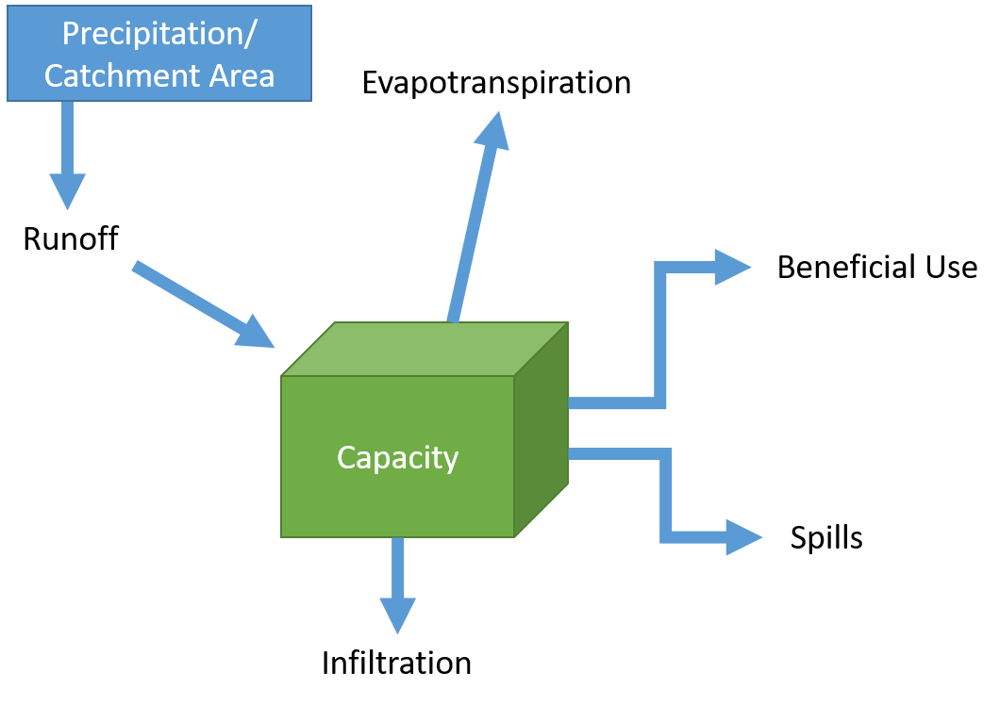 Precipitation/
Catchment Area
Evapotranspiration
Runoff
Beneficial Use
Capacity
Spills
Infiltration